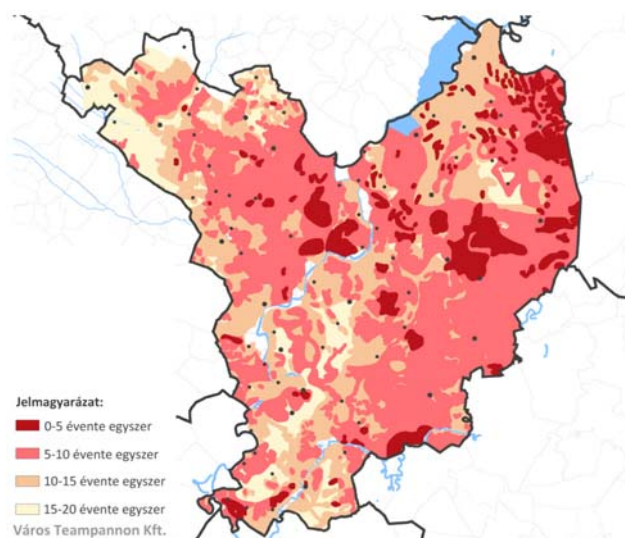 Jelmagyarázat:
0-5 évente egyszer
5-10 évente egyszer
10-15 évente egyszer
15-20 évente egyszer
Város Teampannon Kft.